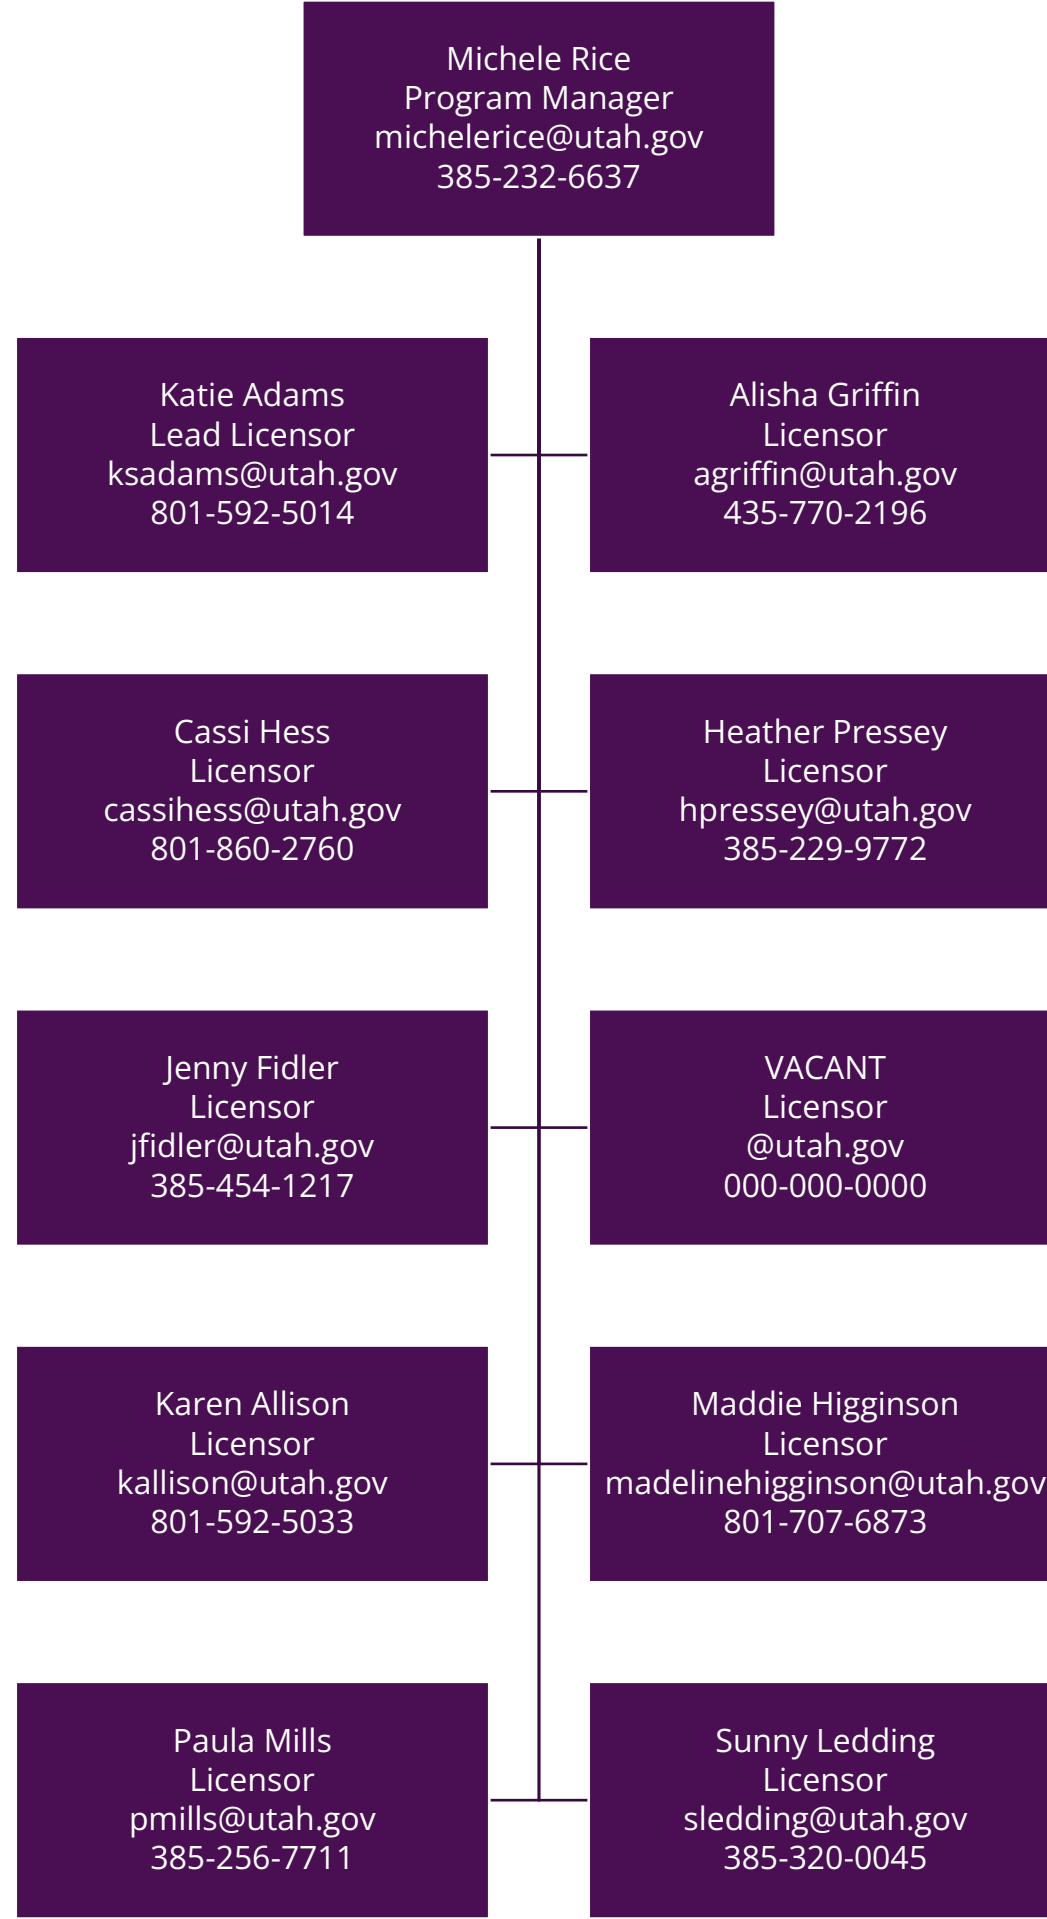 Michele Rice
Program Manager
michelerice@utah.gov
385-232-6637
Katie Adams
Lead Licensor
ksadams@utah.gov
801-592-5014
Alisha Griffin
Licensor
agriffin@utah.gov
435-770-2196
Cassi Hess
Licensor
cassihess@utah.gov
801-860-2760
Heather Pressey
Licensor
hpressey@utah.gov
385-229-9772
Jenny Fidler
Licensor
jfidler@utah.gov
385-454-1217
VACANT
Licensor
@utah.gov
000-000-0000
Karen Allison
Licensor
kallison@utah.gov
801-592-5033
Maddie Higginson
Licensor
madelinehigginson@utah.gov
801-707-6873
Paula Mills
Licensor
pmills@utah.gov
385-256-7711
Sunny Ledding
Licensor
sledding@utah.gov
385-320-0045